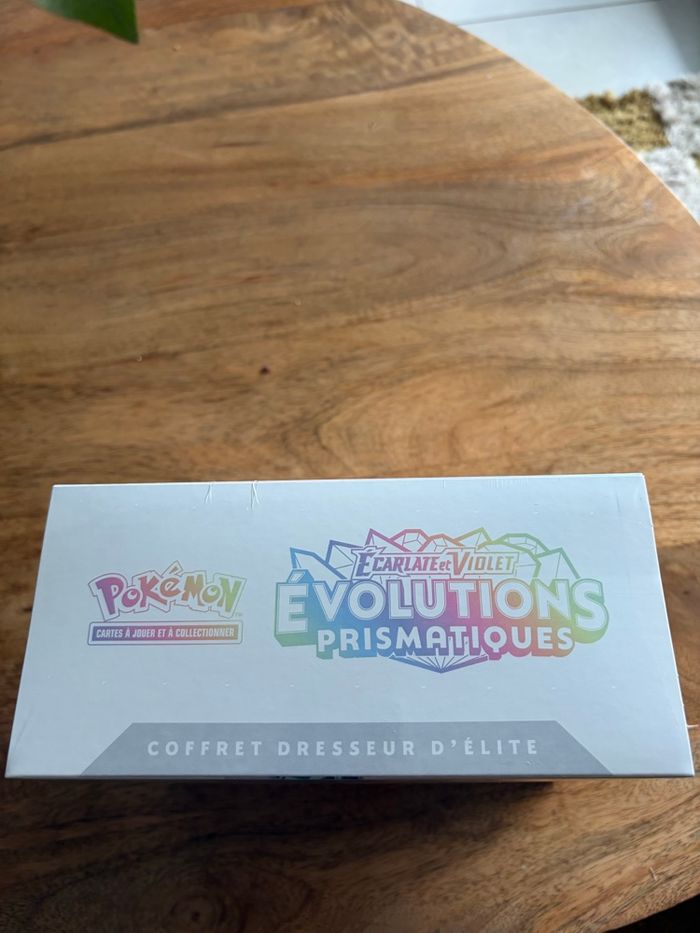 POKÉMON
CARTES À JOUER ET À COLLECTIONNER
ÉCARLATE ET VIOLET
ÉVOLUTIONS
PRISMATIQUES
COFFRET DRESSEUR D'ÉLITE